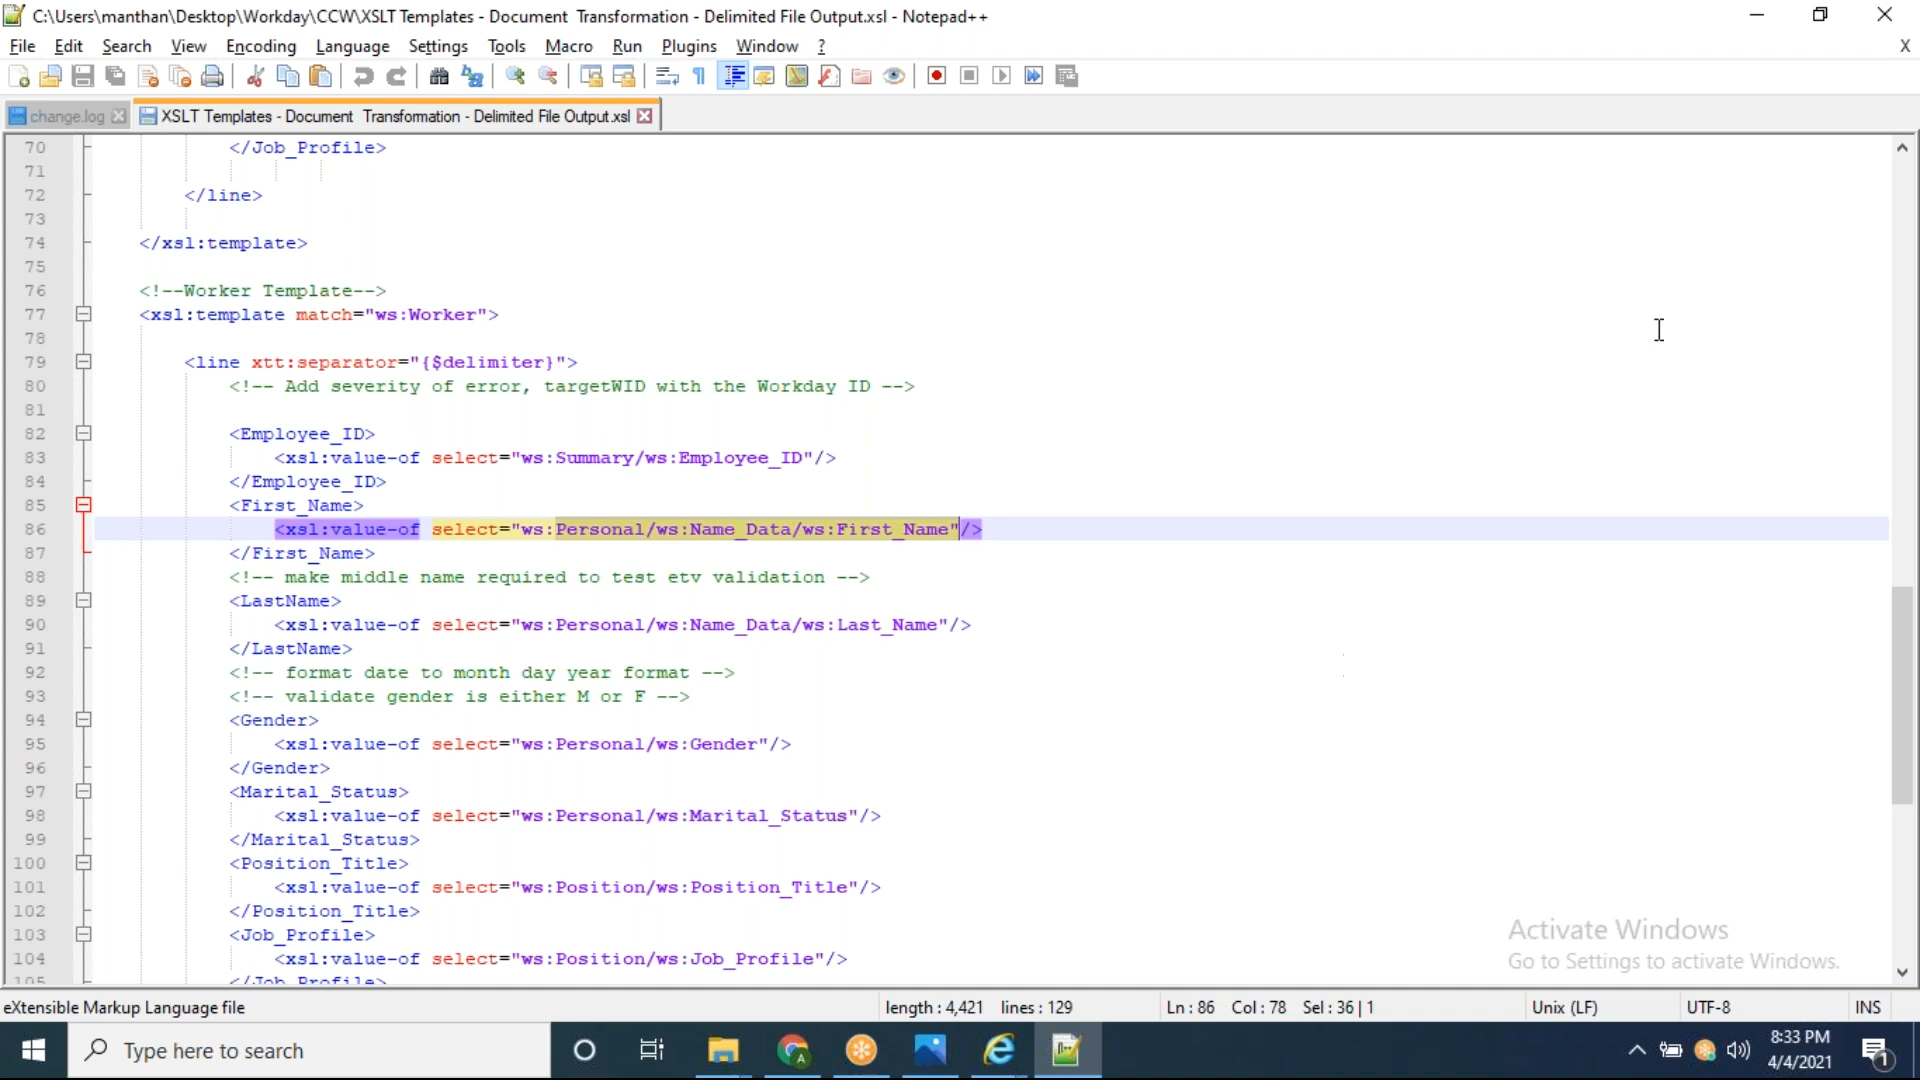 C:\Users\manthan\Desktop\Workday\CCW\XSLT Templates - Document  Transformation - Delimited File Output.xsl - Notepad++
File Edit Search View Encoding Language Settings Tools Macro Run Plugins Window ? X
change.log XSLT Templates - Document  Transformation - Delimited File Output.xsl
70 </Job_Profile>
71
72 </line>
73
74 </xsl:template>
75
76 <!--Worker Template-->
77 <xsl:template match="ws:Worker">
78
79 <line xtt:separator="{$delimiter}">
80 <!-- Add severity of error, targetWID with the Workday ID -->
81
82 <Employee_ID>
83 <xsl:value-of select="ws:Summary/ws:Employee_ID"/>
84 </Employee_ID>
85 <First_Name>
86 <xsl:value-of select="ws:Personal/ws:Name_Data/ws:First_Name"/>
87 </First_Name>
88 <!-- make middle name required to test etv validation -->
89 <LastName>
90 <xsl:value-of select="ws:Personal/ws:Name_Data/ws:Last_Name"/>
91 </LastName>
92 <!-- format date to month day year format -->
93 <!-- validate gender is either M or F -->
94 <Gender>
95 <xsl:value-of select="ws:Personal/ws:Gender"/>
96 </Gender>
97 <Marital_Status>
98 <xsl:value-of select="ws:Personal/ws:Marital_Status"/>
99 </Marital_Status>
100 <Position_Title>
101 <xsl:value-of select="ws:Position/ws:Position_Title"/>
102 </Position_Title>
103 <Job_Profile>
104 <xsl:value-of select="ws:Position/ws:Job_Profile"/>
105 </Job_Profile>
Activate Windows
Go to Settings to activate Windows.
eXtensible Markup Language file length : 4,421 lines : 129 Ln : 86 Col : 78 Sel : 36 | 1 Unix (LF) UTF-8 INS
Type here to search
8:33 PM
4/4/2021
1